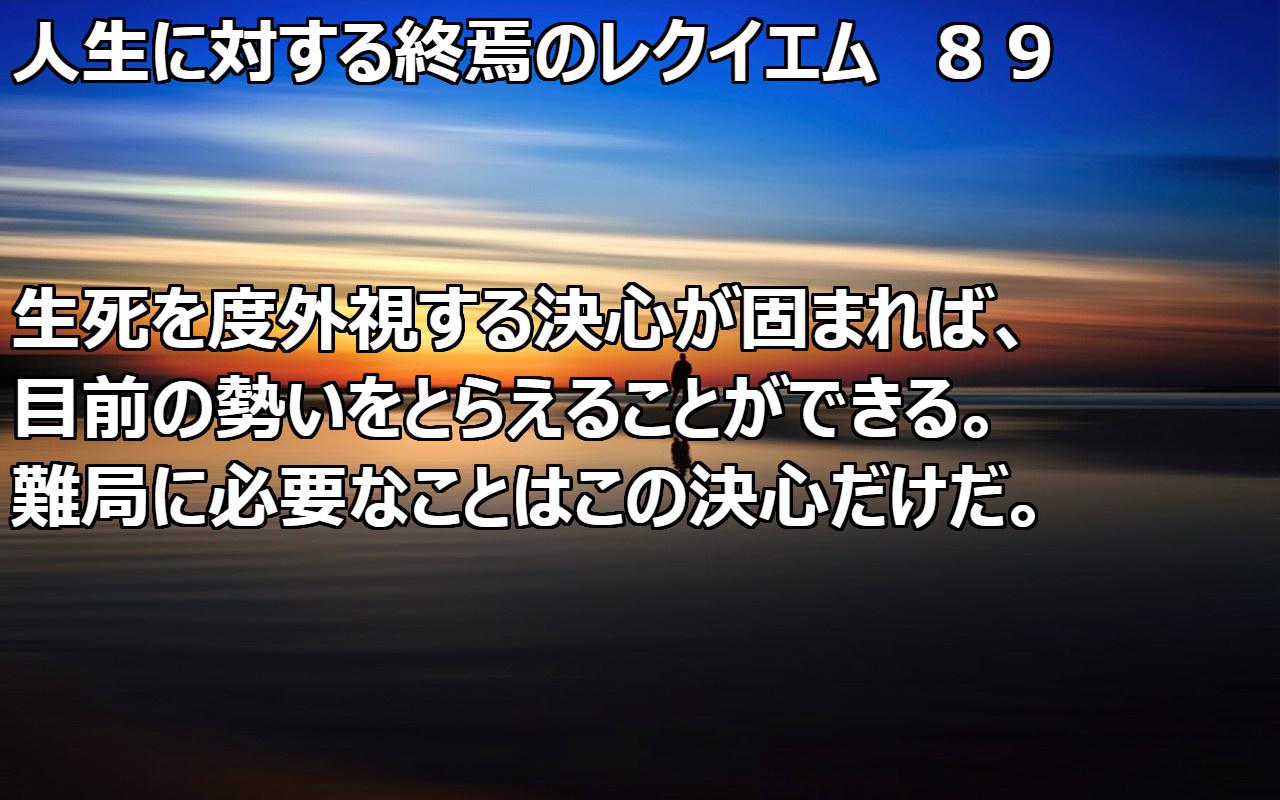 人生に対する終焉のレクイエム　８９
生死を度外視する決心が固まれば、
目前の勢いをとらえることができる。
難局に必要なことはこの決心だけだ。